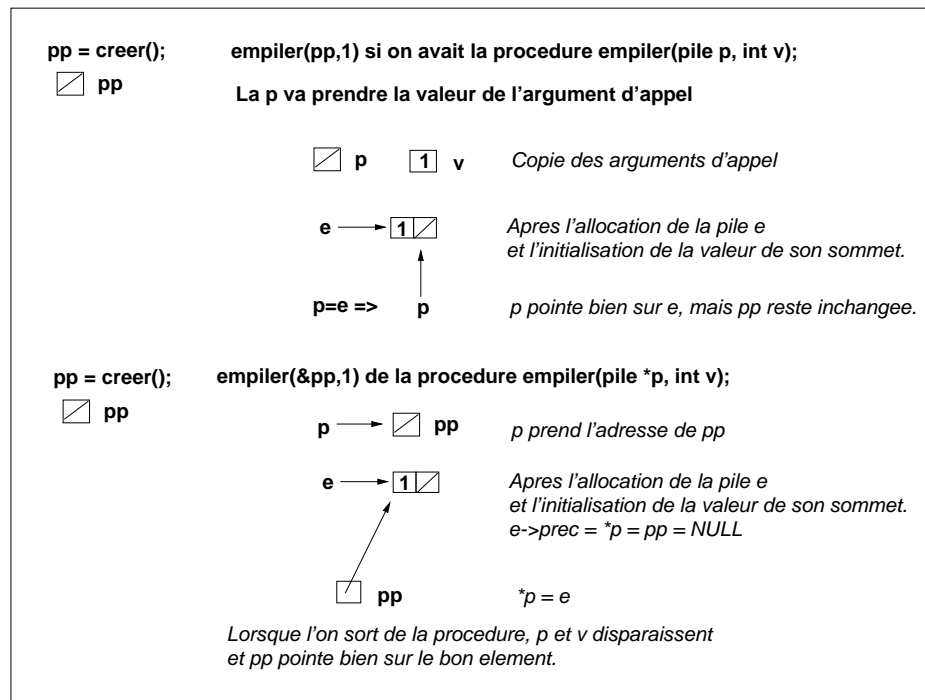 pp = creer(); empiler(pp,1) si on avait la procedure empiler(pile p, int v);
pp
La p va prendre la valeur de l'argument d'appel
p 1 v Copie des arguments d'appel
e 1 Apres l'allocation de la pile e
et l'initialisation de la valeur de son sommet.
p=e => p p pointe bien sur e, mais pp reste inchangee.
pp = creer(); empiler(&pp,1) de la procedure empiler(pile *p, int v);
pp
p pp p prend l'adresse de pp
e 1 Apres l'allocation de la pile e
et l'initialisation de la valeur de son sommet.
e->prec = *p = pp = NULL
pp *p = e
Lorsque l'on sort de la procedure, p et v disparaissent
et pp pointe bien sur le bon element.